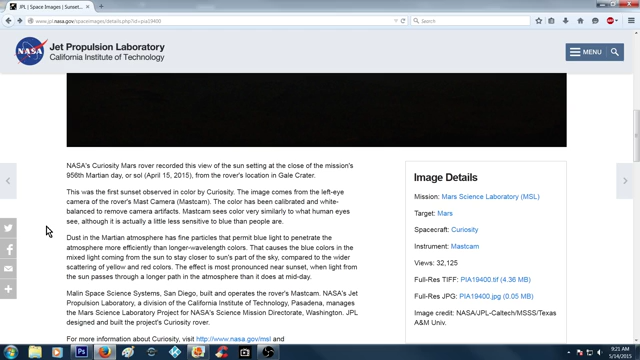 JPL | Space Images | Sunset...
www.jpl.nasa.gov/spaceimages/details.php?id=pia19400
Search
NASA
Jet Propulsion Laboratory
California Institute of Technology
MENU
NASA's Curiosity Mars rover recorded this view of the sun setting at the close of the mission's
956th Martian day, or sol (April 15, 2015), from the rover's location in Gale Crater.
This was the first sunset observed in color by Curiosity. The image comes from the left-eye
camera of the rover's Mast Camera (Mastcam). The color has been calibrated and white-
balanced to remove camera artifacts. Mastcam sees color very similarly to what human eyes
see, although it is actually a little less sensitive to blue than people are.
Dust in the Martian atmosphere has fine particles that permit blue light to penetrate the
atmosphere more efficiently than longer-wavelength colors. That causes the blue colors in the
mixed light coming from the sun to stay closer to sun's part of the sky, compared to the wider
scattering of yellow and red colors. The effect is most pronounced near sunset, when light from
the sun passes through a longer path in the atmosphere than it does at mid-day.
Malin Space Science Systems, San Diego, built and operates the rover's Mastcam. NASA's Jet
Propulsion Laboratory, a division of the California Institute of Technology, Pasadena, manages
the Mars Science Laboratory Project for NASA's Science Mission Directorate, Washington. JPL
designed and built the project's Curiosity rover.
For more information about Curiosity, visit http://www.nasa.gov/msl and
Image Details
Mission: Mars Science Laboratory (MSL)
Target: Mars
Spacecraft: Curiosity
Instrument: Mastcam
Views: 32,125
Full-Res TIFF: PIA19400.tif (4.36 MB)
Full-Res JPG: PIA19400.jpg (0.05 MB)
Image credit: NASA/JPL-Caltech/MSSS/Texas
A&M Univ.
9:21 AM
5/14/2015